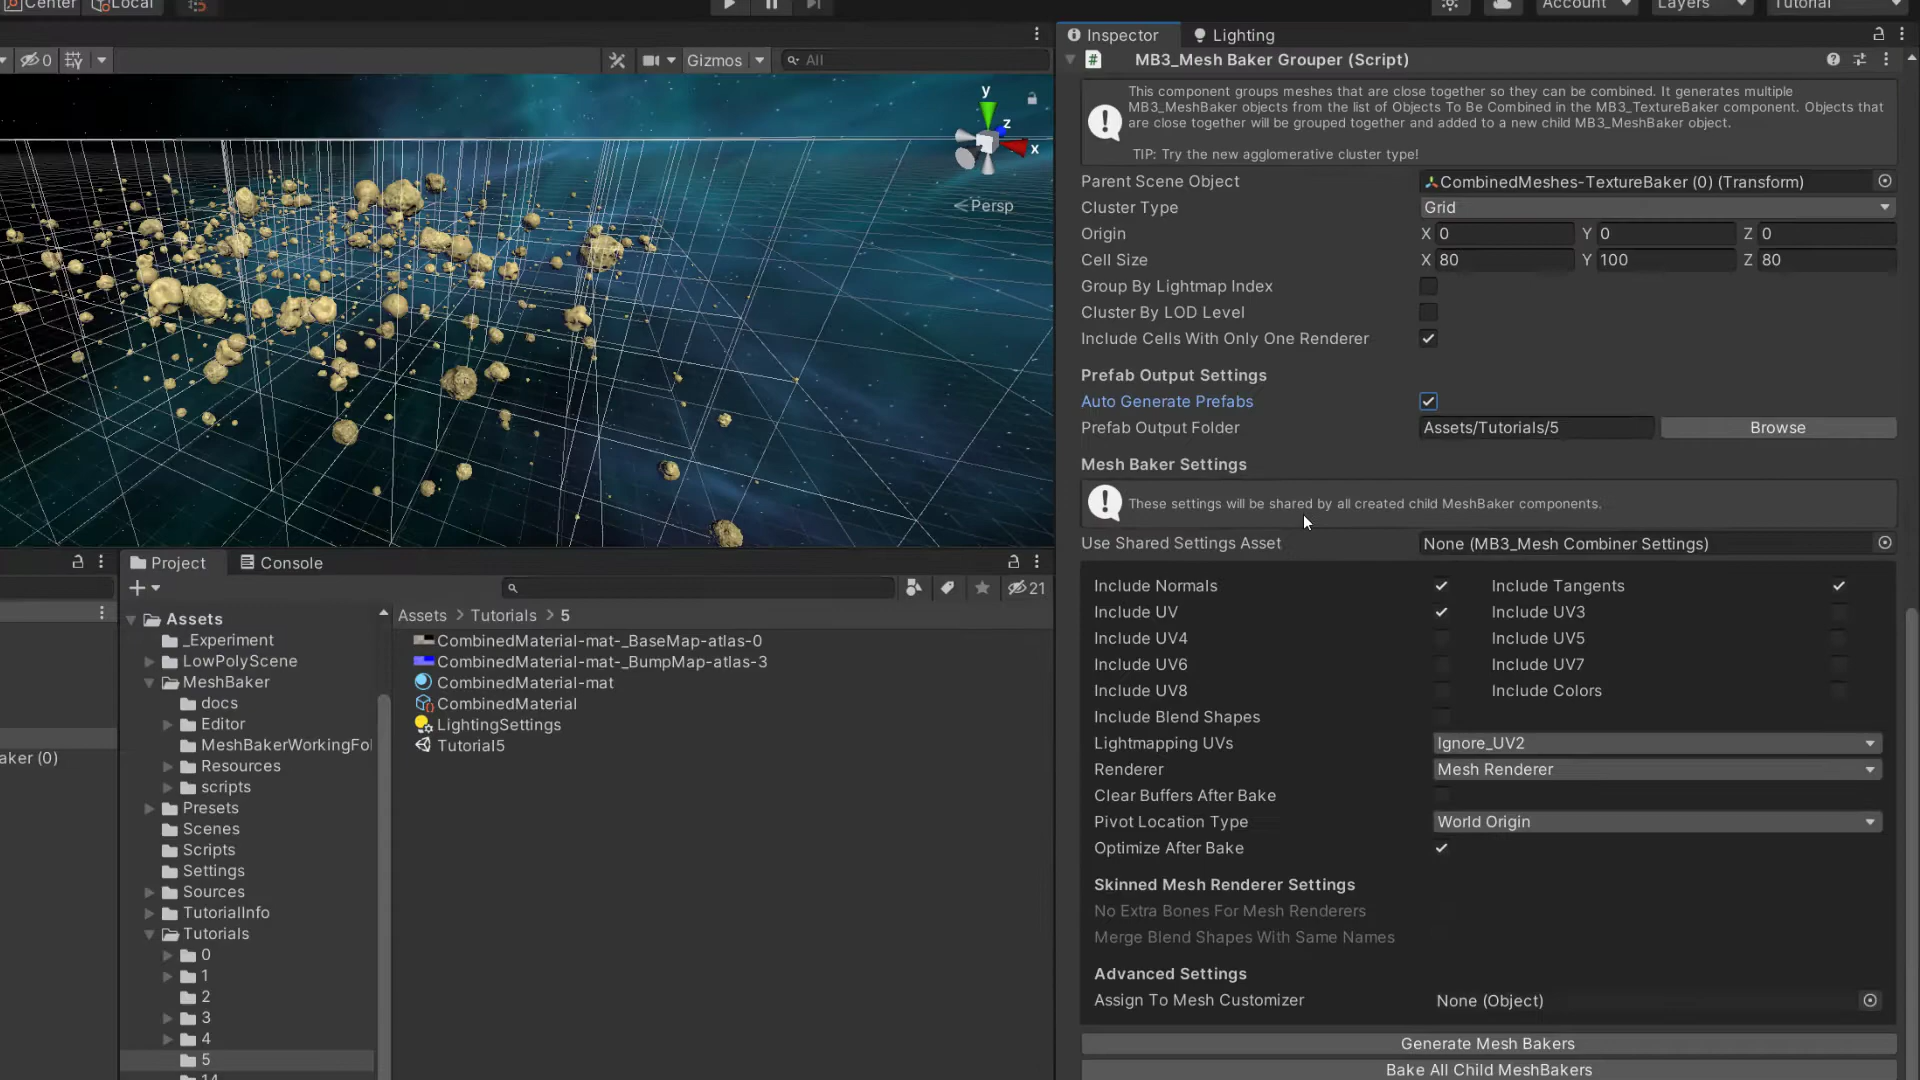 Center
Local
Account
Layers
Tutorial
Inspector
Lighting
0
Gizmos
All
y
z
x
Persp
# MB3_Mesh Baker Grouper (Script)
This component groups meshes that are close together so they can be combined. It generates multiple
MB3_MeshBaker objects from the list of Objects To Be Combined in the MB3_TextureBaker component. Objects that
are close together will be grouped together and added to a new child MB3_MeshBaker object.
TIP: Try the new agglomerative cluster type!
Parent Scene Object CombinedMeshes-TextureBaker (0) (Transform)
Cluster Type Grid
Origin X 0 Y 0 Z 0
Cell Size X 80 Y 100 Z 80
Group By Lightmap Index
Cluster By LOD Level
Include Cells With Only One Renderer
Prefab Output Settings
Auto Generate Prefabs
Prefab Output Folder Assets/Tutorials/5 Browse
Mesh Baker Settings
These settings will be shared by all created child MeshBaker components.
Use Shared Settings Asset None (MB3_Mesh Combiner Settings)
Include Normals Include Tangents
Include UV Include UV3
Include UV4 Include UV5
Include UV6 Include UV7
Include UV8 Include Colors
Include Blend Shapes
Lightmapping UVs Ignore_UV2
Renderer Mesh Renderer
Clear Buffers After Bake
Pivot Location Type World Origin
Optimize After Bake
Skinned Mesh Renderer Settings
No Extra Bones For Mesh Renderers
Merge Blend Shapes With Same Names
Advanced Settings
Assign To Mesh Customizer None (Object)
Generate Mesh Bakers
Bake All Child MeshBakers
Project
Console
21
aker (0)
Assets
_Experiment
LowPolyScene
MeshBaker
docs
Editor
MeshBakerWorkingFol
Resources
scripts
Presets
Scenes
Scripts
Settings
Sources
TutorialInfo
Tutorials
0
1
2
3
4
5
14
Assets > Tutorials > 5
CombinedMaterial-mat-_BaseMap-atlas-0
CombinedMaterial-mat-_BumpMap-atlas-3
CombinedMaterial-mat
CombinedMaterial
LightingSettings
Tutorial5